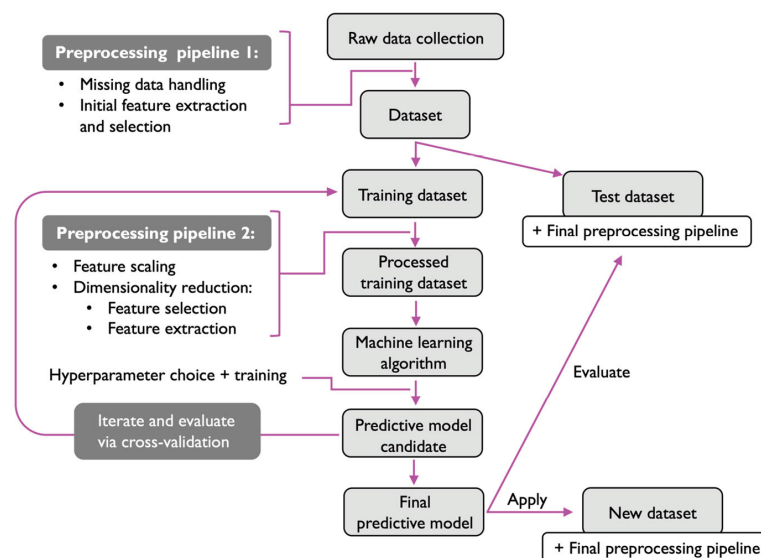 Raw data collection
Preprocessing pipeline 1:
• Missing data handling
• Initial feature extraction
and selection
Dataset
Training dataset
Test dataset
+ Final preprocessing pipeline
Preprocessing pipeline 2:
• Feature scaling
• Dimensionality reduction:
• Feature selection
• Feature extraction
Processed
training dataset
Machine learning
algorithm
Evaluate
Hyperparameter choice + training
Iterate and evaluate
via cross-validation
Predictive model
candidate
Final
predictive model
Apply
New dataset
+ Final preprocessing pipeline